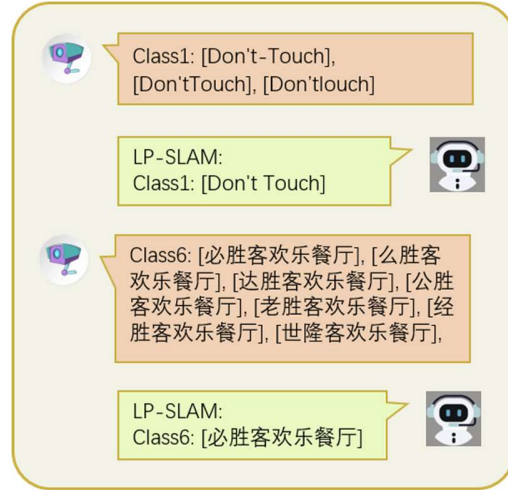 Class1: [Don't-Touch],
[Don'tTouch], [Don'tlouch]
LP-SLAM:
Class1: [Don't Touch]
Class6: [必胜客欢乐餐厅], [么胜客
欢乐餐厅], [达胜客欢乐餐厅], [公胜
客欢乐餐厅], [老胜客欢乐餐厅], [经
胜客欢乐餐厅], [世隆客欢乐餐厅],
LP-SLAM:
Class6: [必胜客欢乐餐厅]